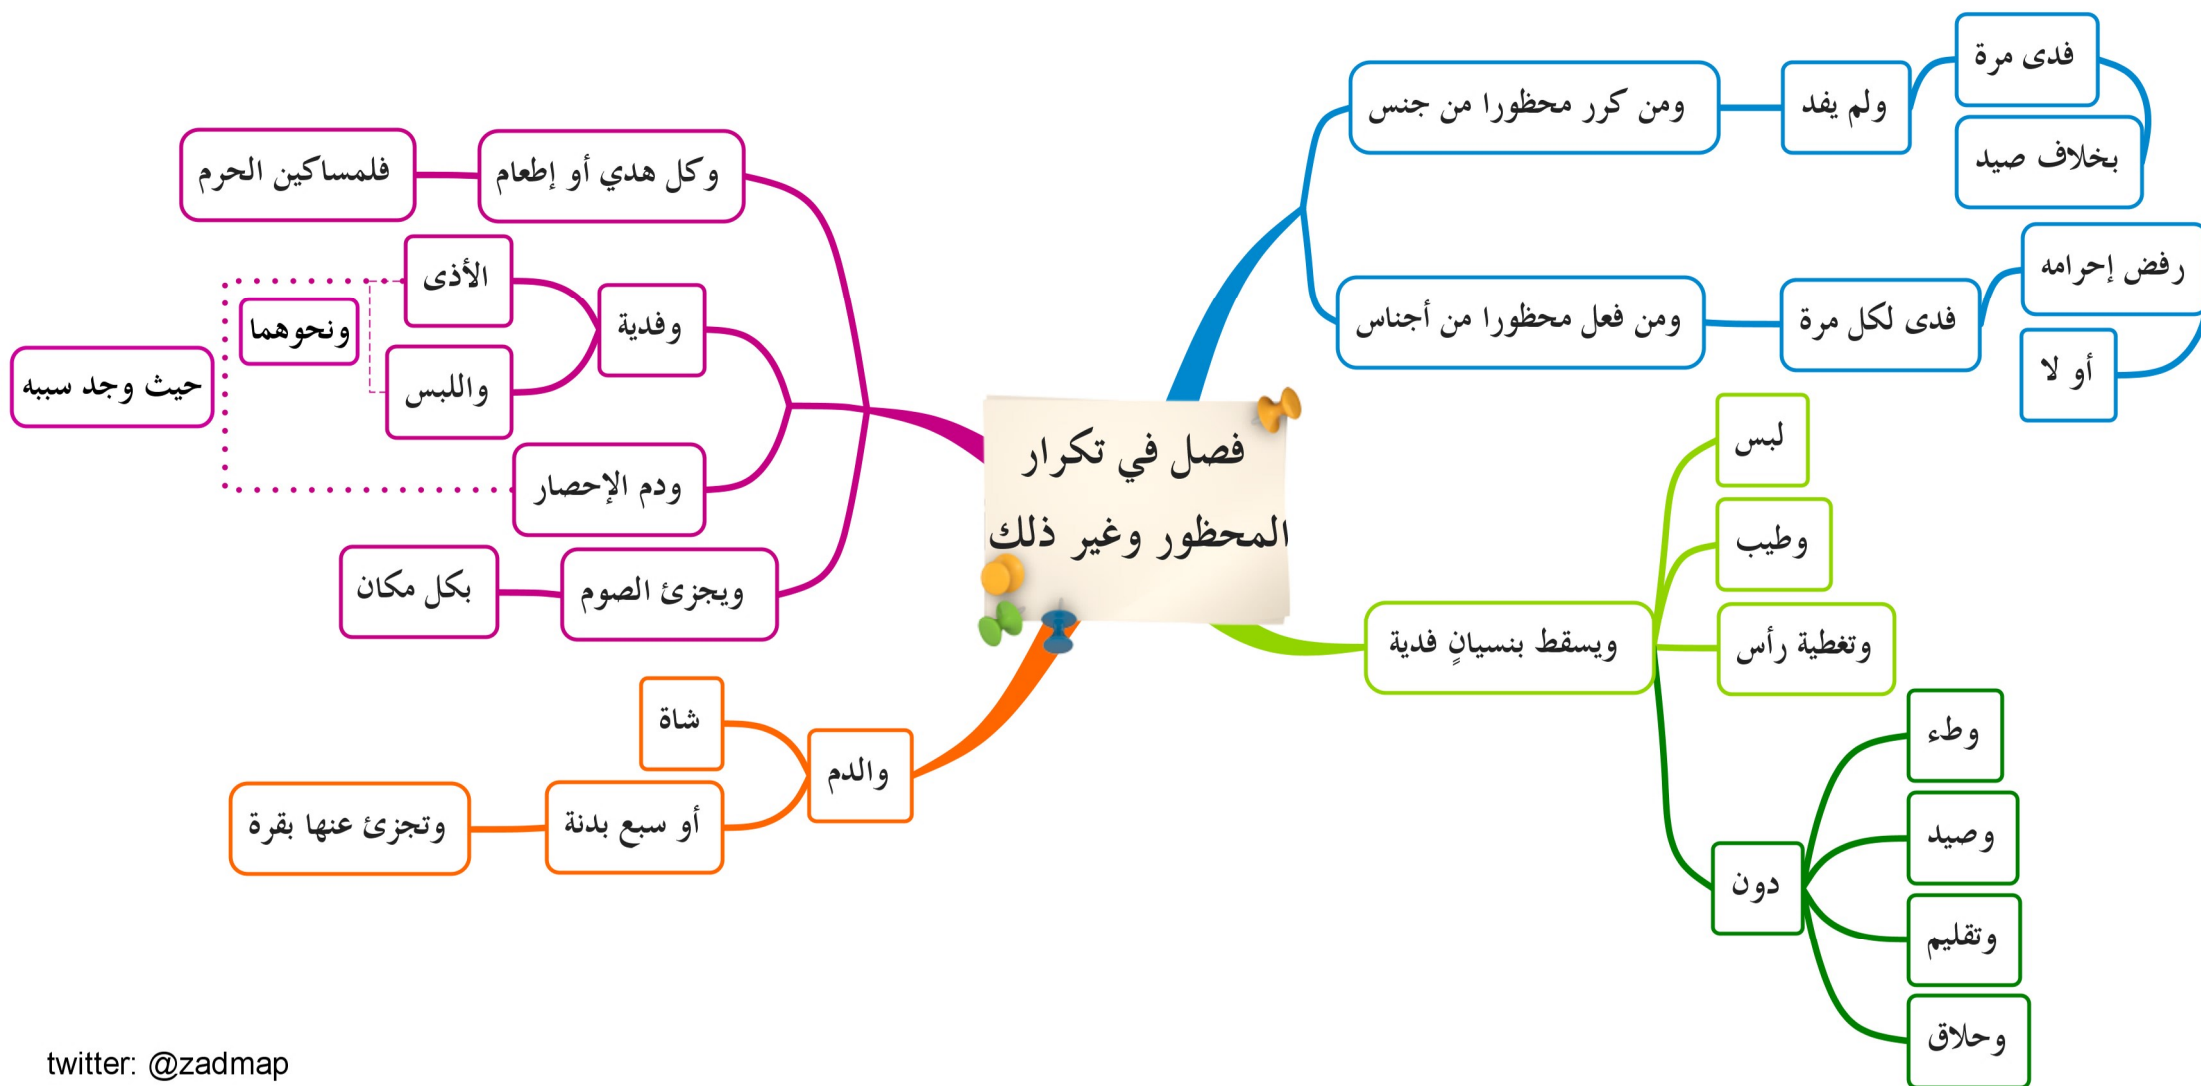 فصل في تكرار
المحظور وغير ذلك
ومن كرر محظورا من جنس
ولم يفد
فدى مرة
بخلاف صيد
ومن فعل محظورا من أجناس
فدى لكل مرة
رفض إحرامه
أو لا
ويسقط بنسيانٍ فدية
لبس
وطيب
وتغطية رأس
دون
وطء
وصيد
وتقليم
وحلاق
وكل هدي أو إطعام
فلمساكين الحرم
وفدية
الأذى
واللبس
ونحوهما
ودم الإحصار
حيث وجد سببه
ويجزئ الصوم
بكل مكان
والدم
شاة
أو سبع بدنة
وتجزئ عنها بقرة
twitter: @zadmap